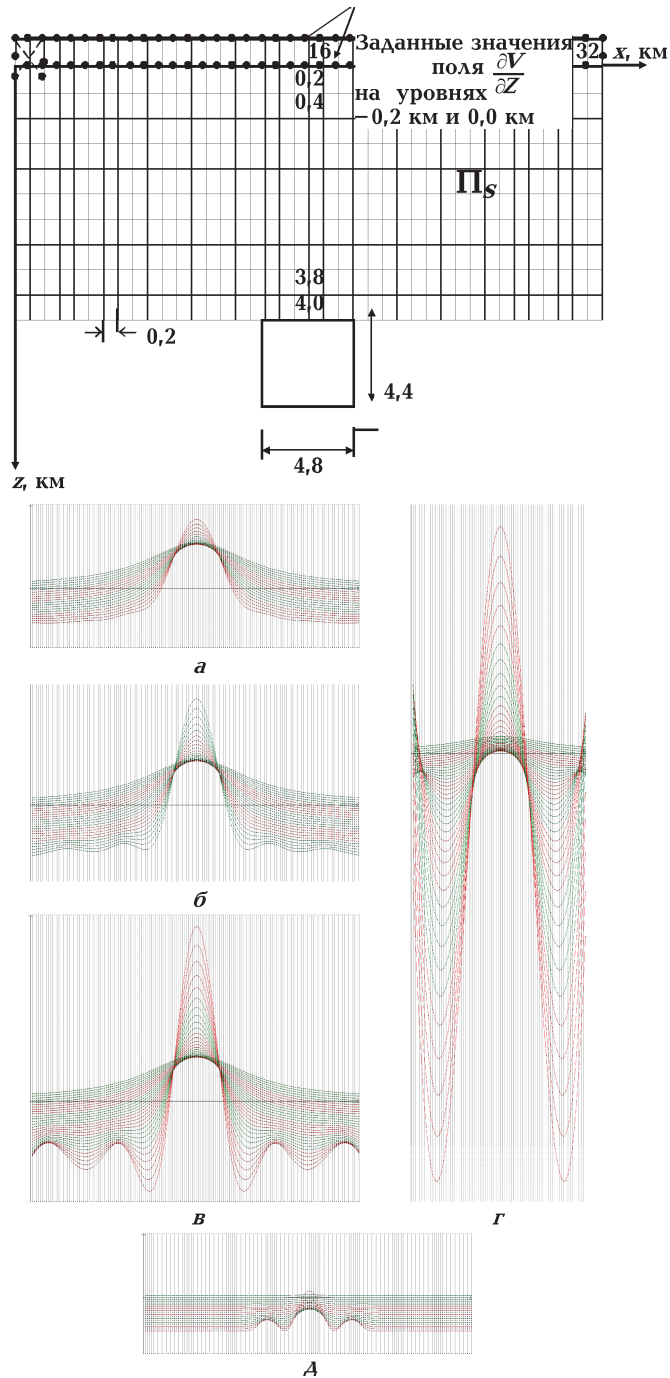 16
Заданные значения
32
x, км
0,2
поля ∂V/∂Z
0,4
на уровнях
−0,2 км и 0,0 км
П_S
3,8
4,0
0,2
4,4
4,8
z, км
а
б
в
г
д